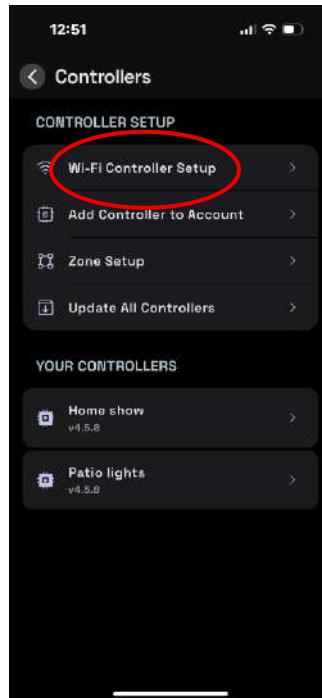 12:51
Controllers
CONTROLLER SETUP
Wi-Fi Controller Setup
Add Controller to Account
Zone Setup
Update All Controllers
YOUR CONTROLLERS
Home show
v4.5.8
Patio lights
v4.5.8